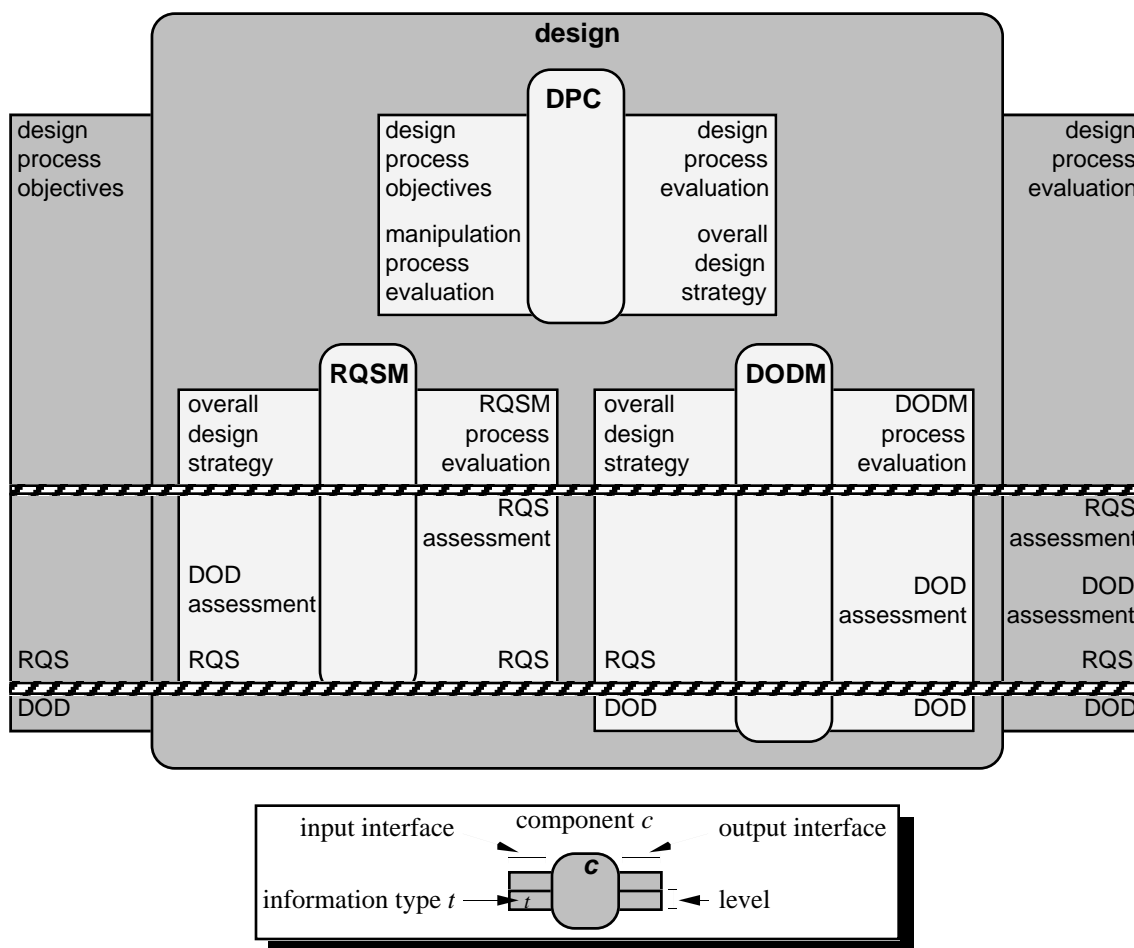 design
DPC
design
process
objectives
design
process
objectives
manipulation
process
evaluation
design
process
evaluation
overall
design
strategy
design
process
evaluation
RQSM
overall
design
strategy
RQSM
process
evaluation
DODM
overall
design
strategy
DODM
process
evaluation
RQS
assessment
RQS
assessment
DOD
assessment
DOD
assessment
DOD
assessment
RQS
RQS
RQS
RQS
RQS
DOD
DOD
DOD
DOD
input interface
component c
output interface
c
information type t
t
level